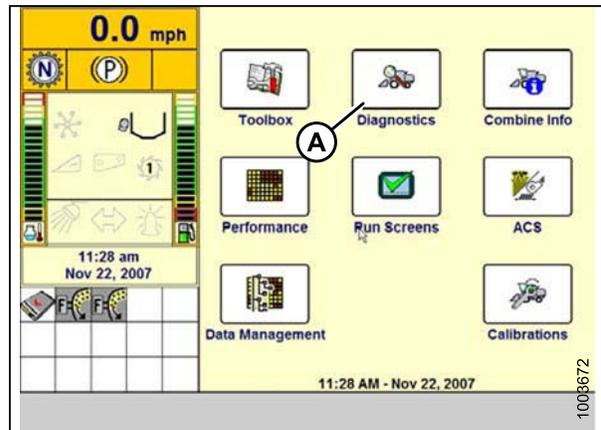 0.0 mph
N
(P)
1
11:28 am
Nov 22, 2007
F-
F-
Toolbox
Diagnostics
Combine Info
A
Performance
Run Screens
ACS
Data Management
Calibrations
11:28 AM - Nov 22, 2007
1003672